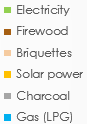 Electricity
Firewood
Briquettes
Solar power
Charcoal
Gas (LPG)